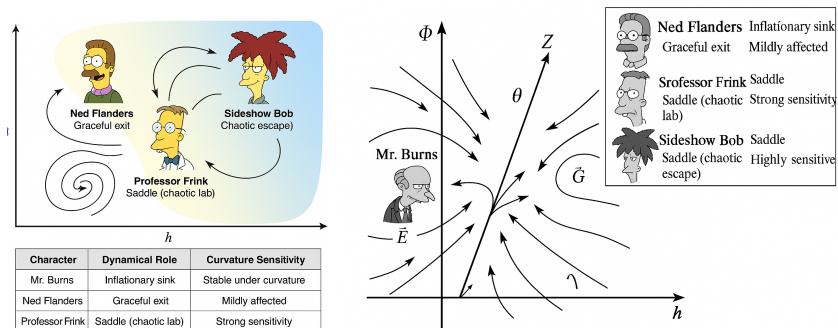 Ned Flanders
Graceful exit
Sideshow Bob
Chaotic escape)
Professor Frink
Saddle (chaotic lab)
h
Character Dynamical Role Curvature Sensitivity
Mr. Burns Inflationary sink Stable under curvature
Ned Flanders Graceful exit Mildly affected
Professor Frink Saddle (chaotic lab) Strong sensitivity
Φ
Z
θ
Mr. Burns
G⃗
E⃗
λ
h
Ned Flanders Inflationary sink
Graceful exit Mildly affected
Srofessor Frink Saddle
Saddle (chaotic Strong sensitivity
lab)
Sideshow Bob Saddle
Saddle (chaotic Highly sensitive
escape)